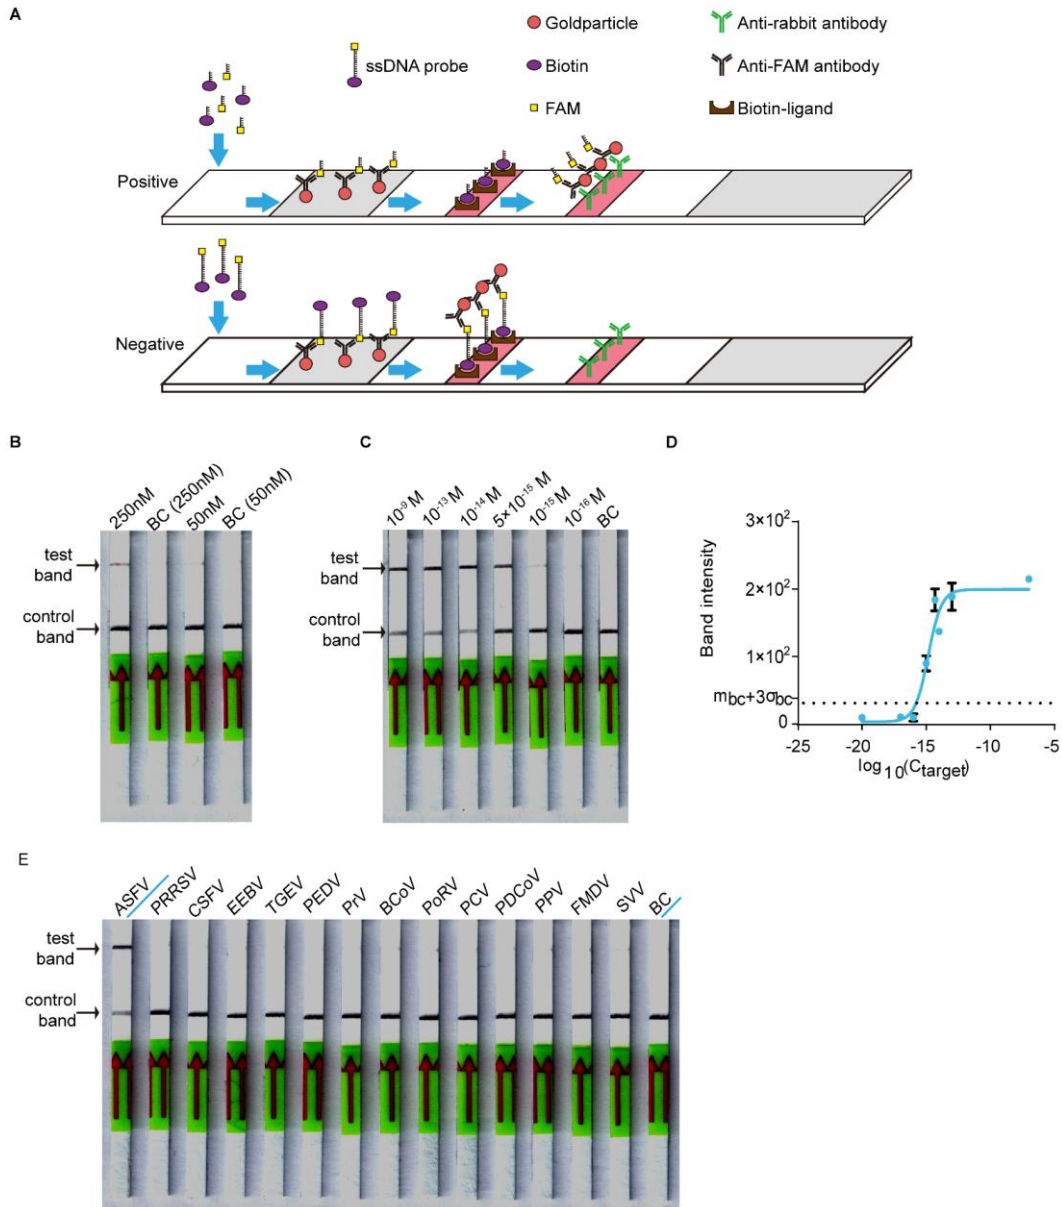 A
ssDNA probe
Goldparticle
Biotin
FAM
Anti-rabbit antibody
Anti-FAM antibody
Biotin-ligand
Positive
Negative
B
250nM
BC (250nM)
50nM
BC (50nM)
test
band
control
band
C
10⁻⁹ M
10⁻¹³ M
10⁻¹⁴ M
5×10⁻¹⁵ M
10⁻¹⁵ M
10⁻¹⁶ M
BC
test
band
control
band
D
Band intensity
3×10²
2×10²
1×10²
m_bc+3σ_bc
0
-25
-20
-15
-10
-5
log₁₀(C_target)
E
ASFV
PRRSV
CSFV
EEBV
TGEV
PEDV
PrV
BCoV
PoRV
PCV
PDCoV
PPV
FMDV
SVV
BC
test
band
control
band